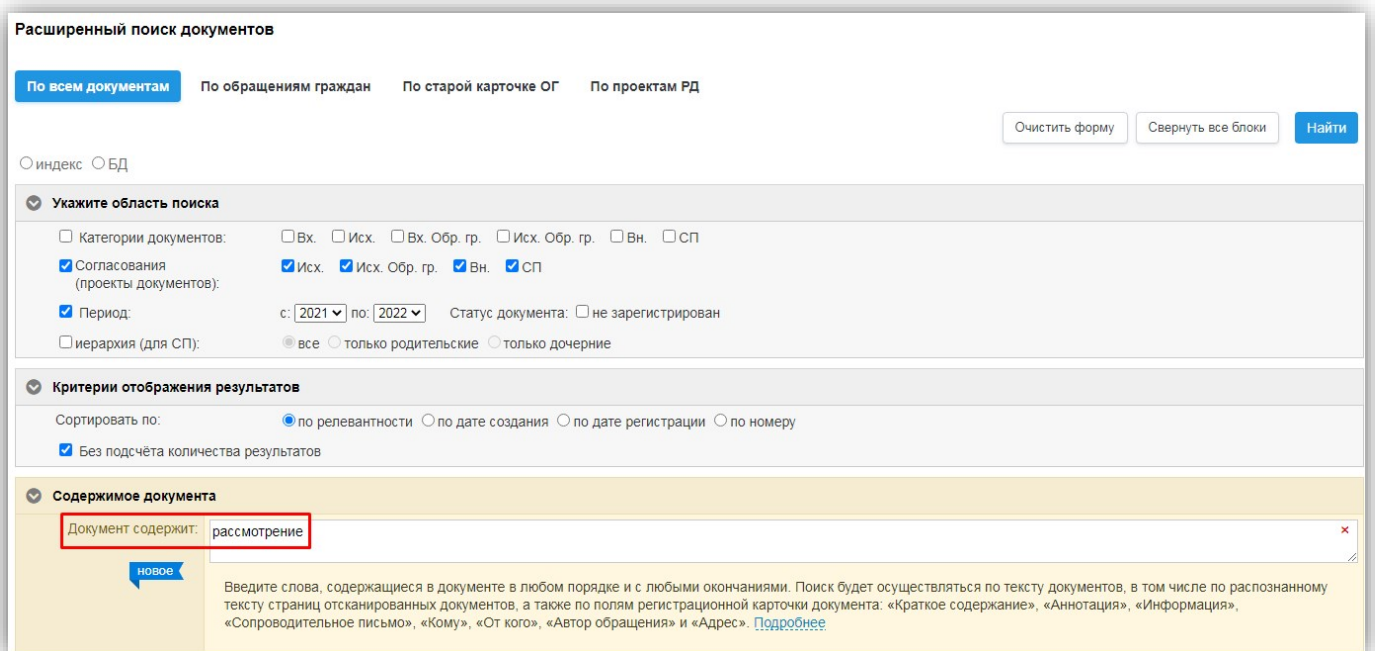 Расширенный поиск документов
По всем документам По обращениям граждан По старой карточке ОГ По проектам РД
Очистить форму Свернуть все блоки Найти
индекс БД
Укажите область поиска
Категории документов: Вх. Исх. Вх. Обр. гр. Исх. Обр. гр. Вн. СП
Согласования Исх. Исх. Обр. гр. Вн. СП
(проекты документов):
Период: с: 2021 по: 2022 Статус документа: не зарегистрирован
иерархия (для СП): все только родительские только дочерние
Критерии отображения результатов
Сортировать по: по релевантности по дате создания по дате регистрации по номеру
Без подсчёта количества результатов
Содержимое документа
Документ содержит: рассмотрение
новое
Введите слова, содержащиеся в документе в любом порядке и с любыми окончаниями. Поиск будет осуществляться по тексту документов, в том числе по распознанному
тексту страниц отсканированных документов, а также по полям регистрационной карточки документа: «Краткое содержание», «Аннотация», «Информация»,
«Сопроводительное письмо», «Кому», «От кого», «Автор обращения» и «Адрес». Подробнее